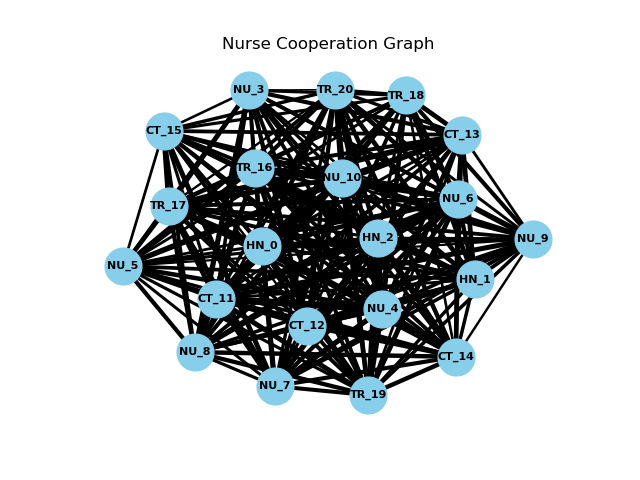 Nurse Cooperation Graph
NU_3
TR_20
TR_18
CT_15
CT_13
TR_16
NU_10
TR_17
NU_6
HN_0
HN_2
NU_9
NU_5
HN_1
CT_11
NU_4
CT_12
NU_8
CT_14
NU_7
TR_19